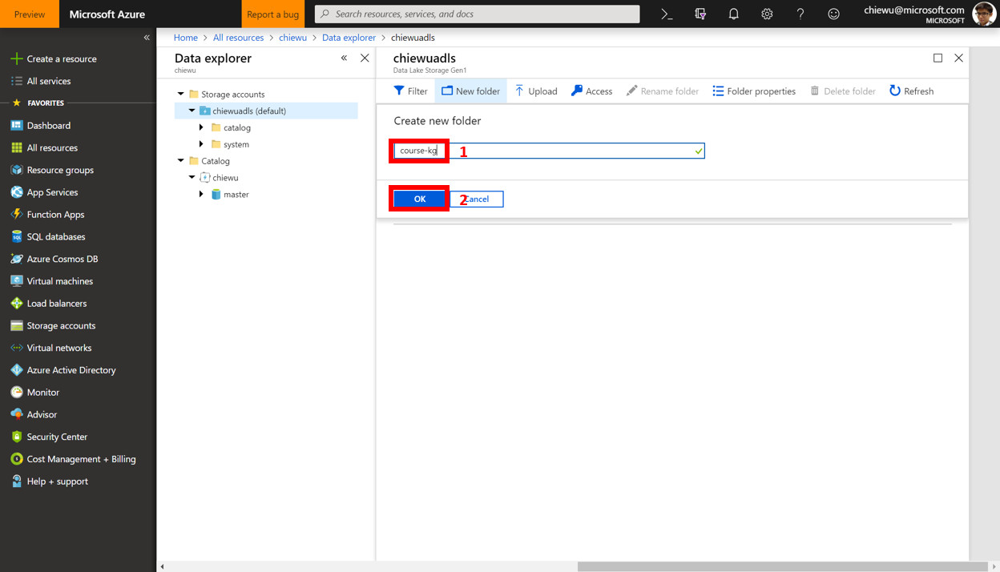 Preview
Microsoft Azure
Report a bug
Search resources, services, and docs
chiewu@microsoft.com
MICROSOFT
Home > All resources > chiewu > Data explorer > chiewuadls
Create a resource
All services
FAVORITES
Dashboard
All resources
Resource groups
App Services
Function Apps
SQL databases
Azure Cosmos DB
Virtual machines
Load balancers
Storage accounts
Virtual networks
Azure Active Directory
Monitor
Advisor
Security Center
Cost Management + Billing
Help + support
Data explorer
chiewu
Storage accounts
chiewuadls (default)
catalog
system
Catalog
chiewu
master
chiewuadls
Data Lake Storage Gen1
Filter New folder Upload Access Rename folder Folder properties Delete folder Refresh
Create new folder
course-kg 1
OK 2 Cancel